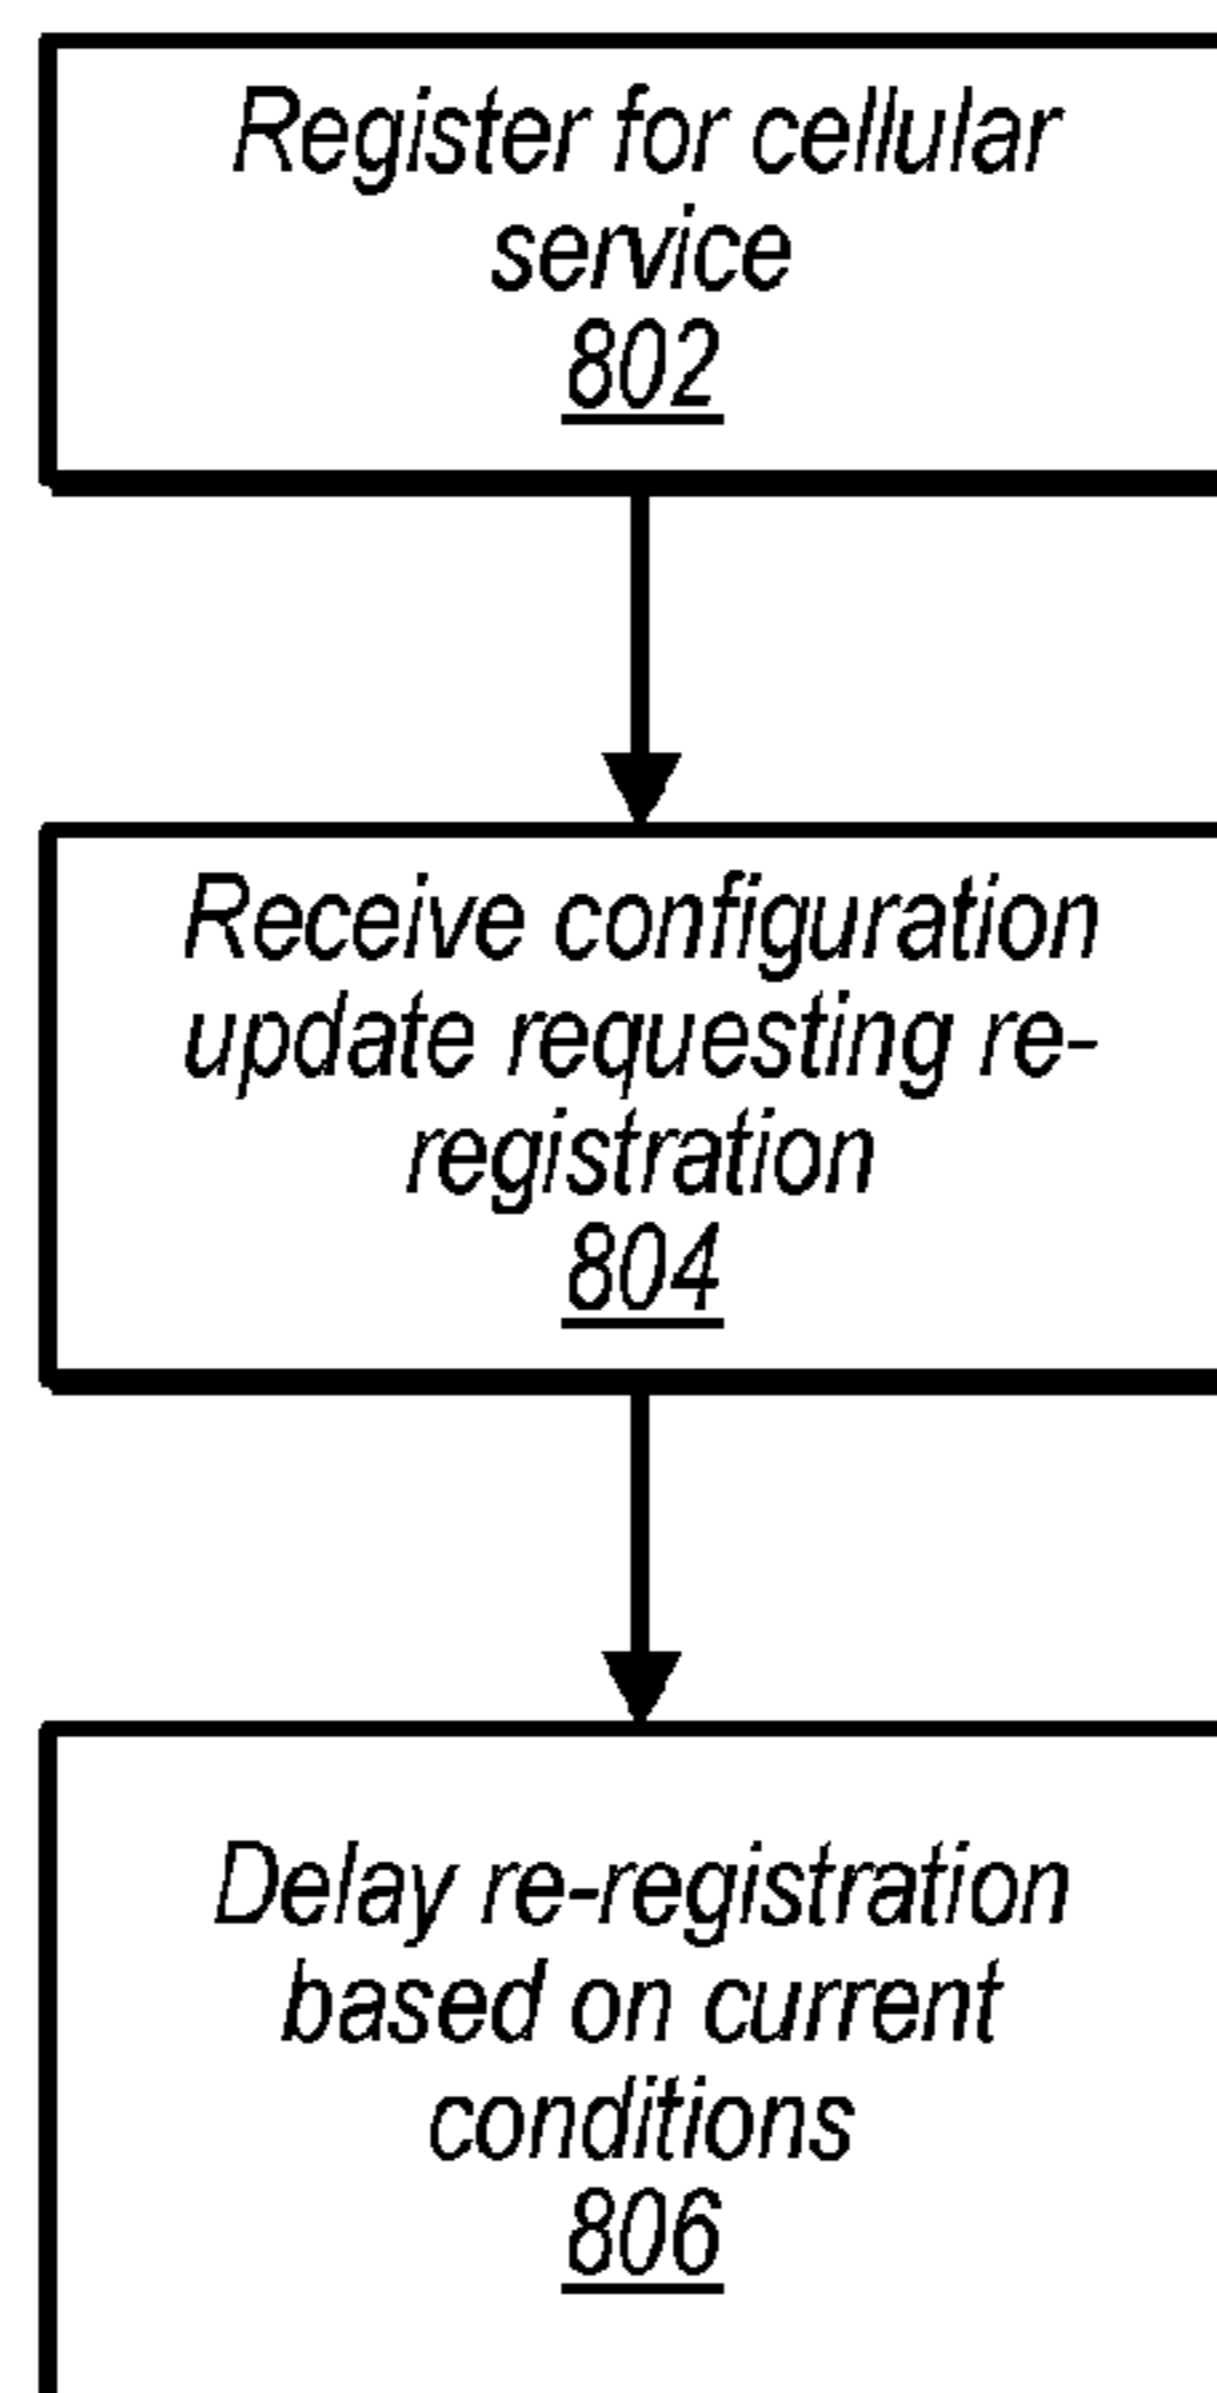 Register for cellular
service
802
Receive configuration
update requesting re-
registration
804
Delay re-registration
based on current
conditions
806